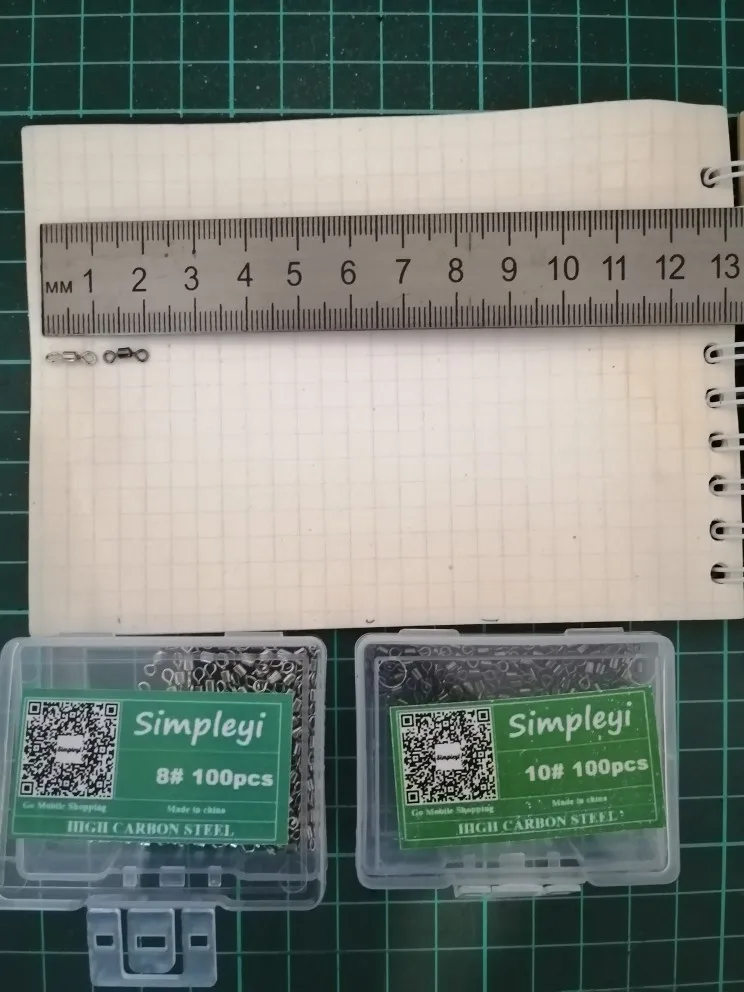 мм 1 2 3 4 5 6 7 8 9 10 11 12 13
Simpleyi
8# 100pcs
Go Mobile Shopping
Made in china
HIGH CARBON STEEL
Simpleyi
10# 100pcs
Go Mobile Shopping
Made in china
HIGH CARBON STEEL